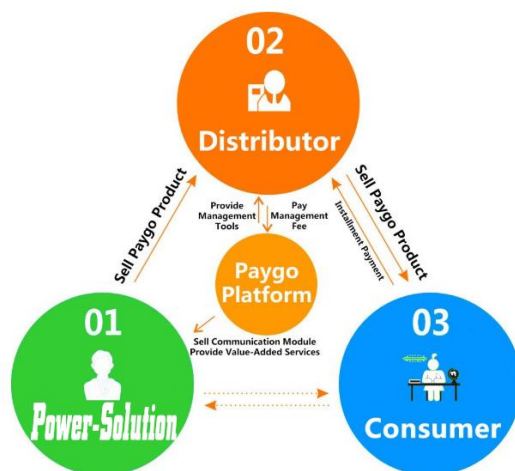 02
Distributor
Sell Paygo Product
Provide
Management
Tools
Pay
Management
Fee
Installment Payment
Sell Paygo Product
Paygo
Platform
Sell Communication Module
Provide Value-Added Services
01
Power-Solution
03
Consumer